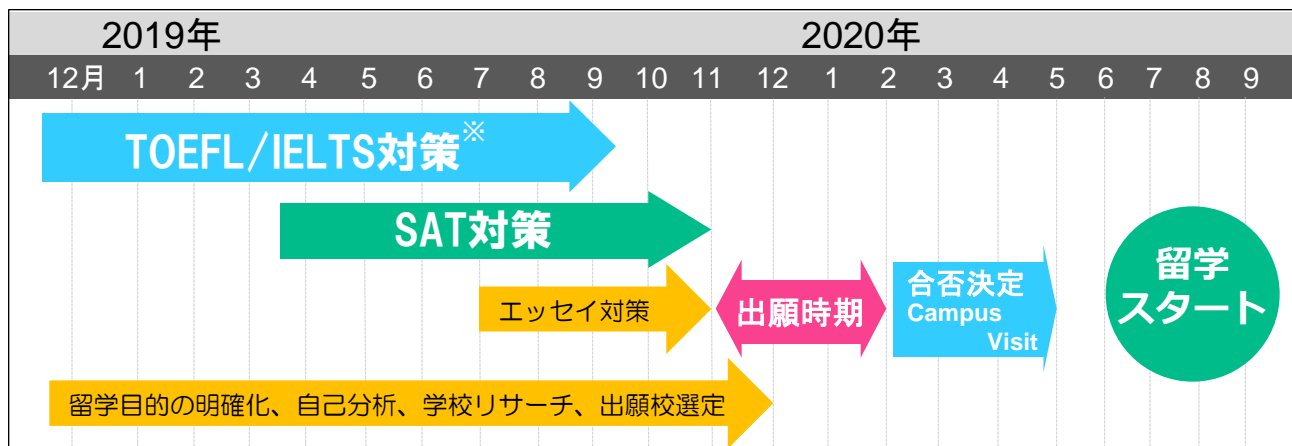 2019年 2020年
12月 1 2 3 4 5 6 7 8 9 10 11 12 1 2 3 4 5 6 7 8 9
TOEFL/IELTS対策※
SAT対策
エッセイ対策
出願時期
合否決定
Campus
Visit
留学
スタート
留学目的の明確化、自己分析、学校リサーチ、出願校選定